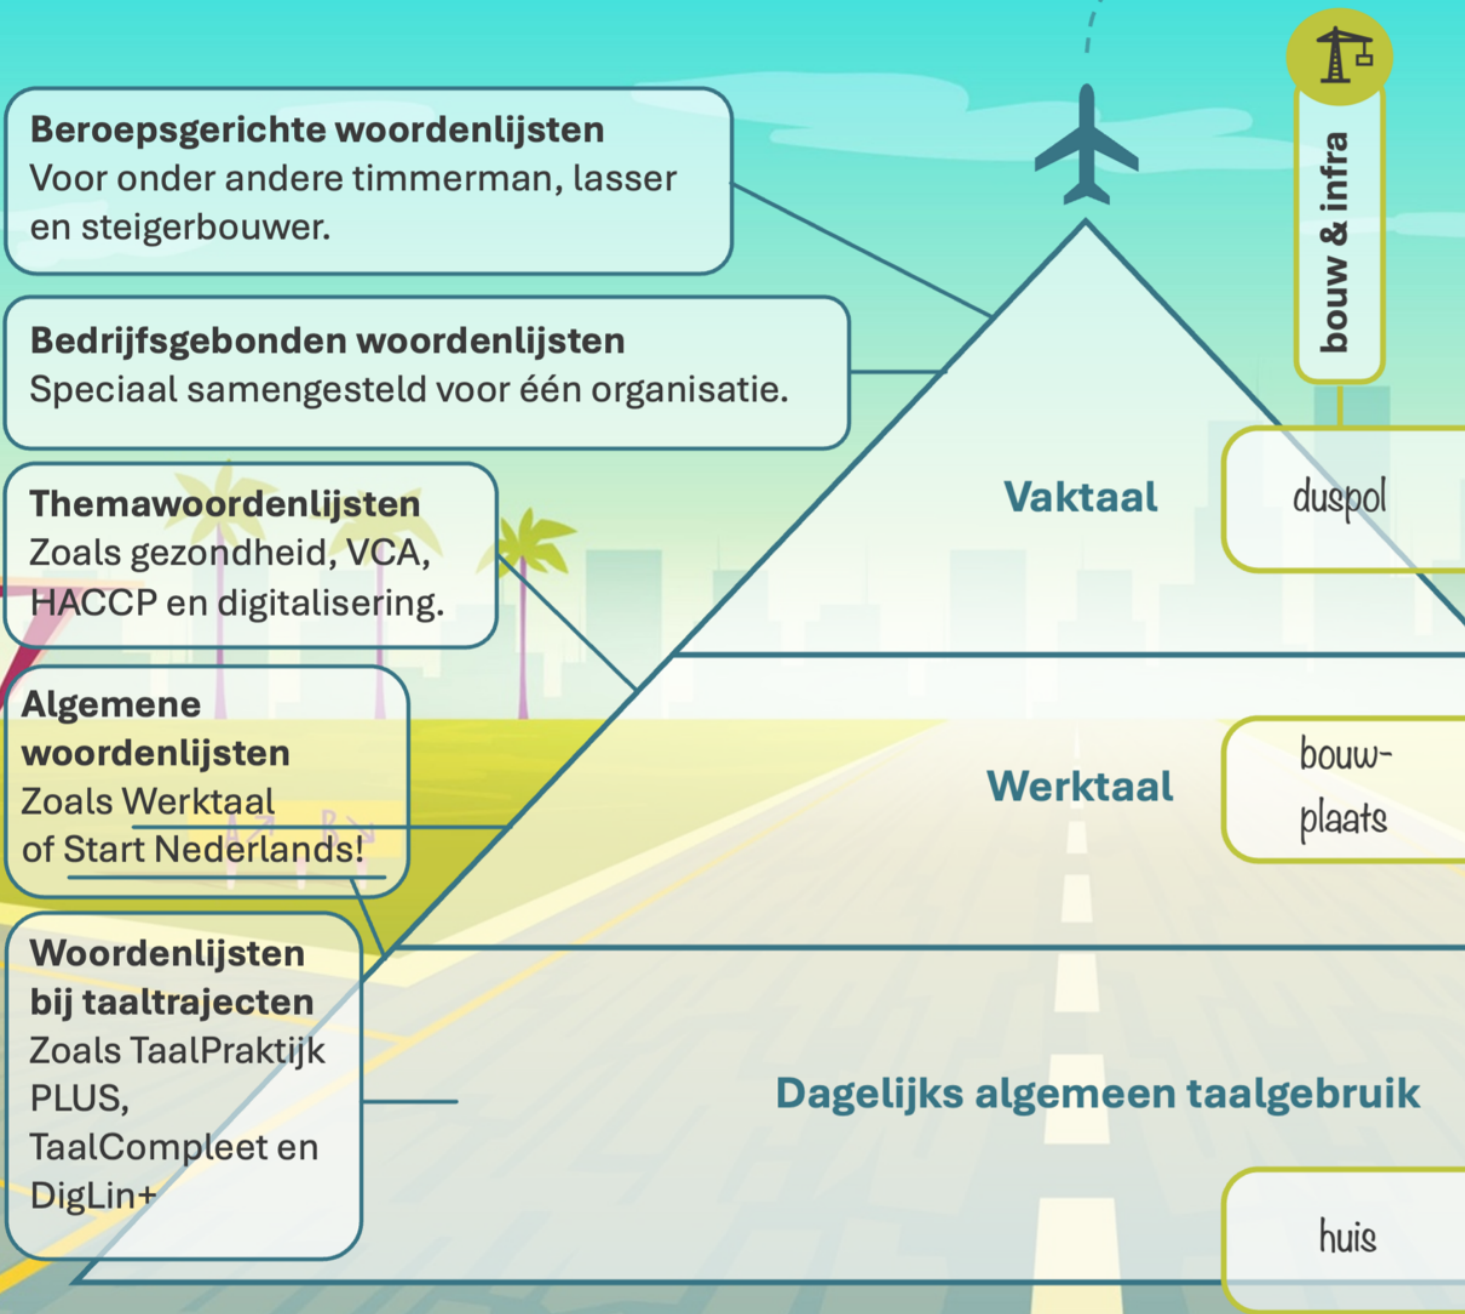 Beroepsgerichte woordenlijsten
Voor onder andere timmerman, lasser
en steigerbouwer.
Bedrijfsgebonden woordenlijsten
Speciaal samengesteld voor één organisatie.
Themawoordenlijsten
Zoals gezondheid, VCA,
HACCP en digitalisering.
Algemene
woordenlijsten
Zoals Werktaal
of Start Nederlands!
Woordenlijsten
bij taaltrajecten
Zoals TaalPraktijk
PLUS,
TaalCompleet en
DigLin+
bouw & infra
Vaktaal
duspol
Werktaal
bouw-
plaats
Dagelijks algemeen taalgebruik
huis
A B